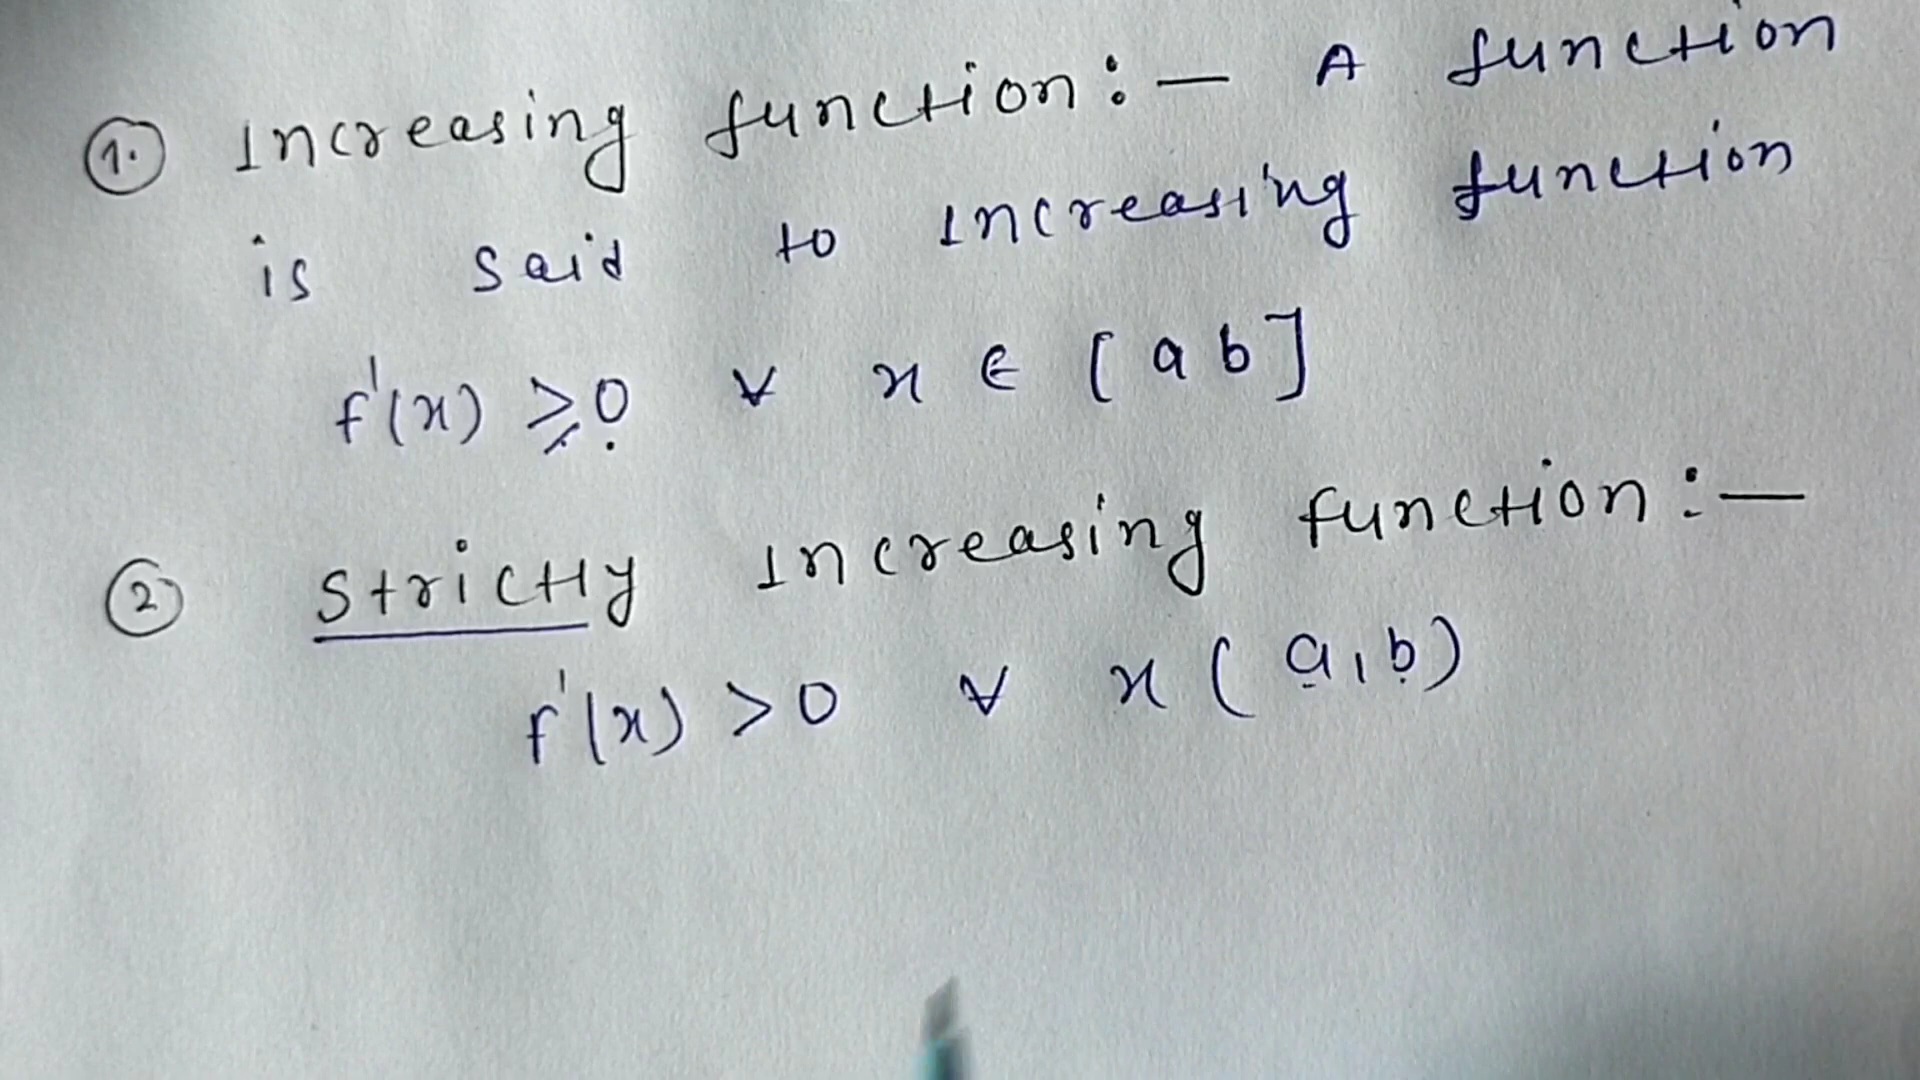 1. Increasing function :- A function
is said to increasing function
f'(x) ≥ 0 ∀ x ∈ [a b]
2 Strictly increasing function :-
f'(x) > 0 ∀ x (a, b)